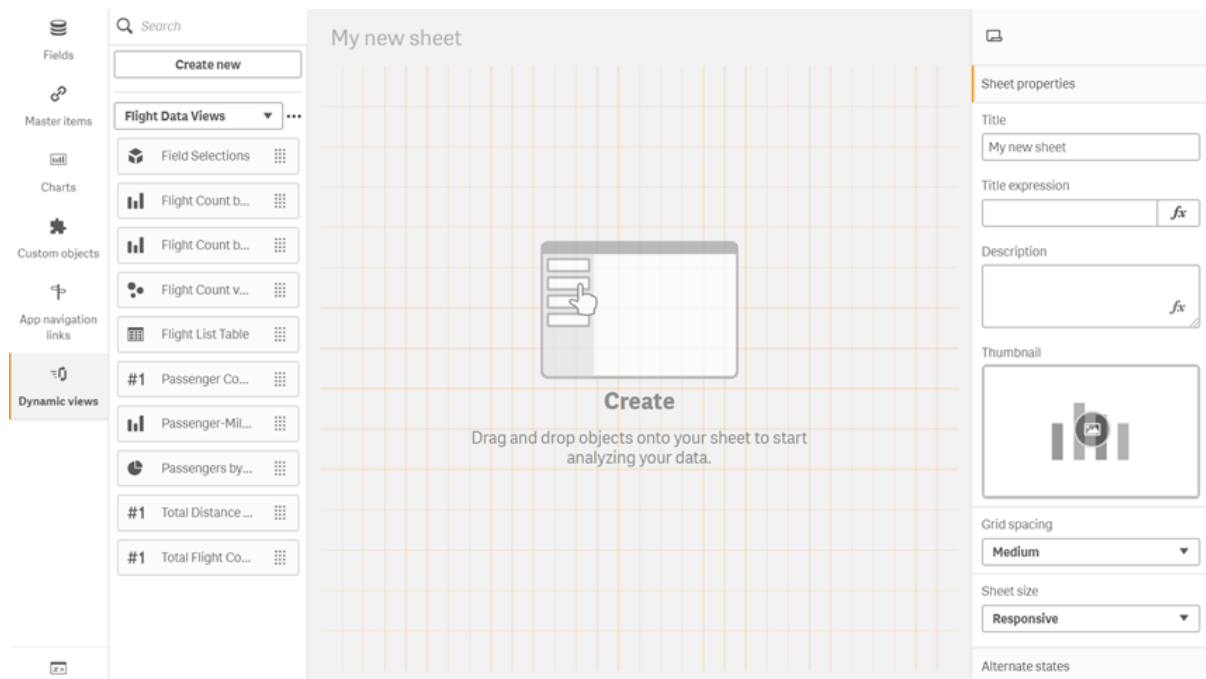 Fields
Master items
Charts
Custom objects
App navigation
links
Dynamic views
Search
Create new
Flight Data Views
Field Selections
Flight Count b...
Flight Count b...
Flight Count v...
Flight List Table
#1 Passenger Co...
Passenger-Mil...
Passengers by...
#1 Total Distance ...
#1 Total Flight Co...
My new sheet
Create
Drag and drop objects onto your sheet to start
analyzing your data.
Sheet properties
Title
My new sheet
Title expression
fx
Description
fx
Thumbnail
Grid spacing
Medium
Sheet size
Responsive
Alternate states